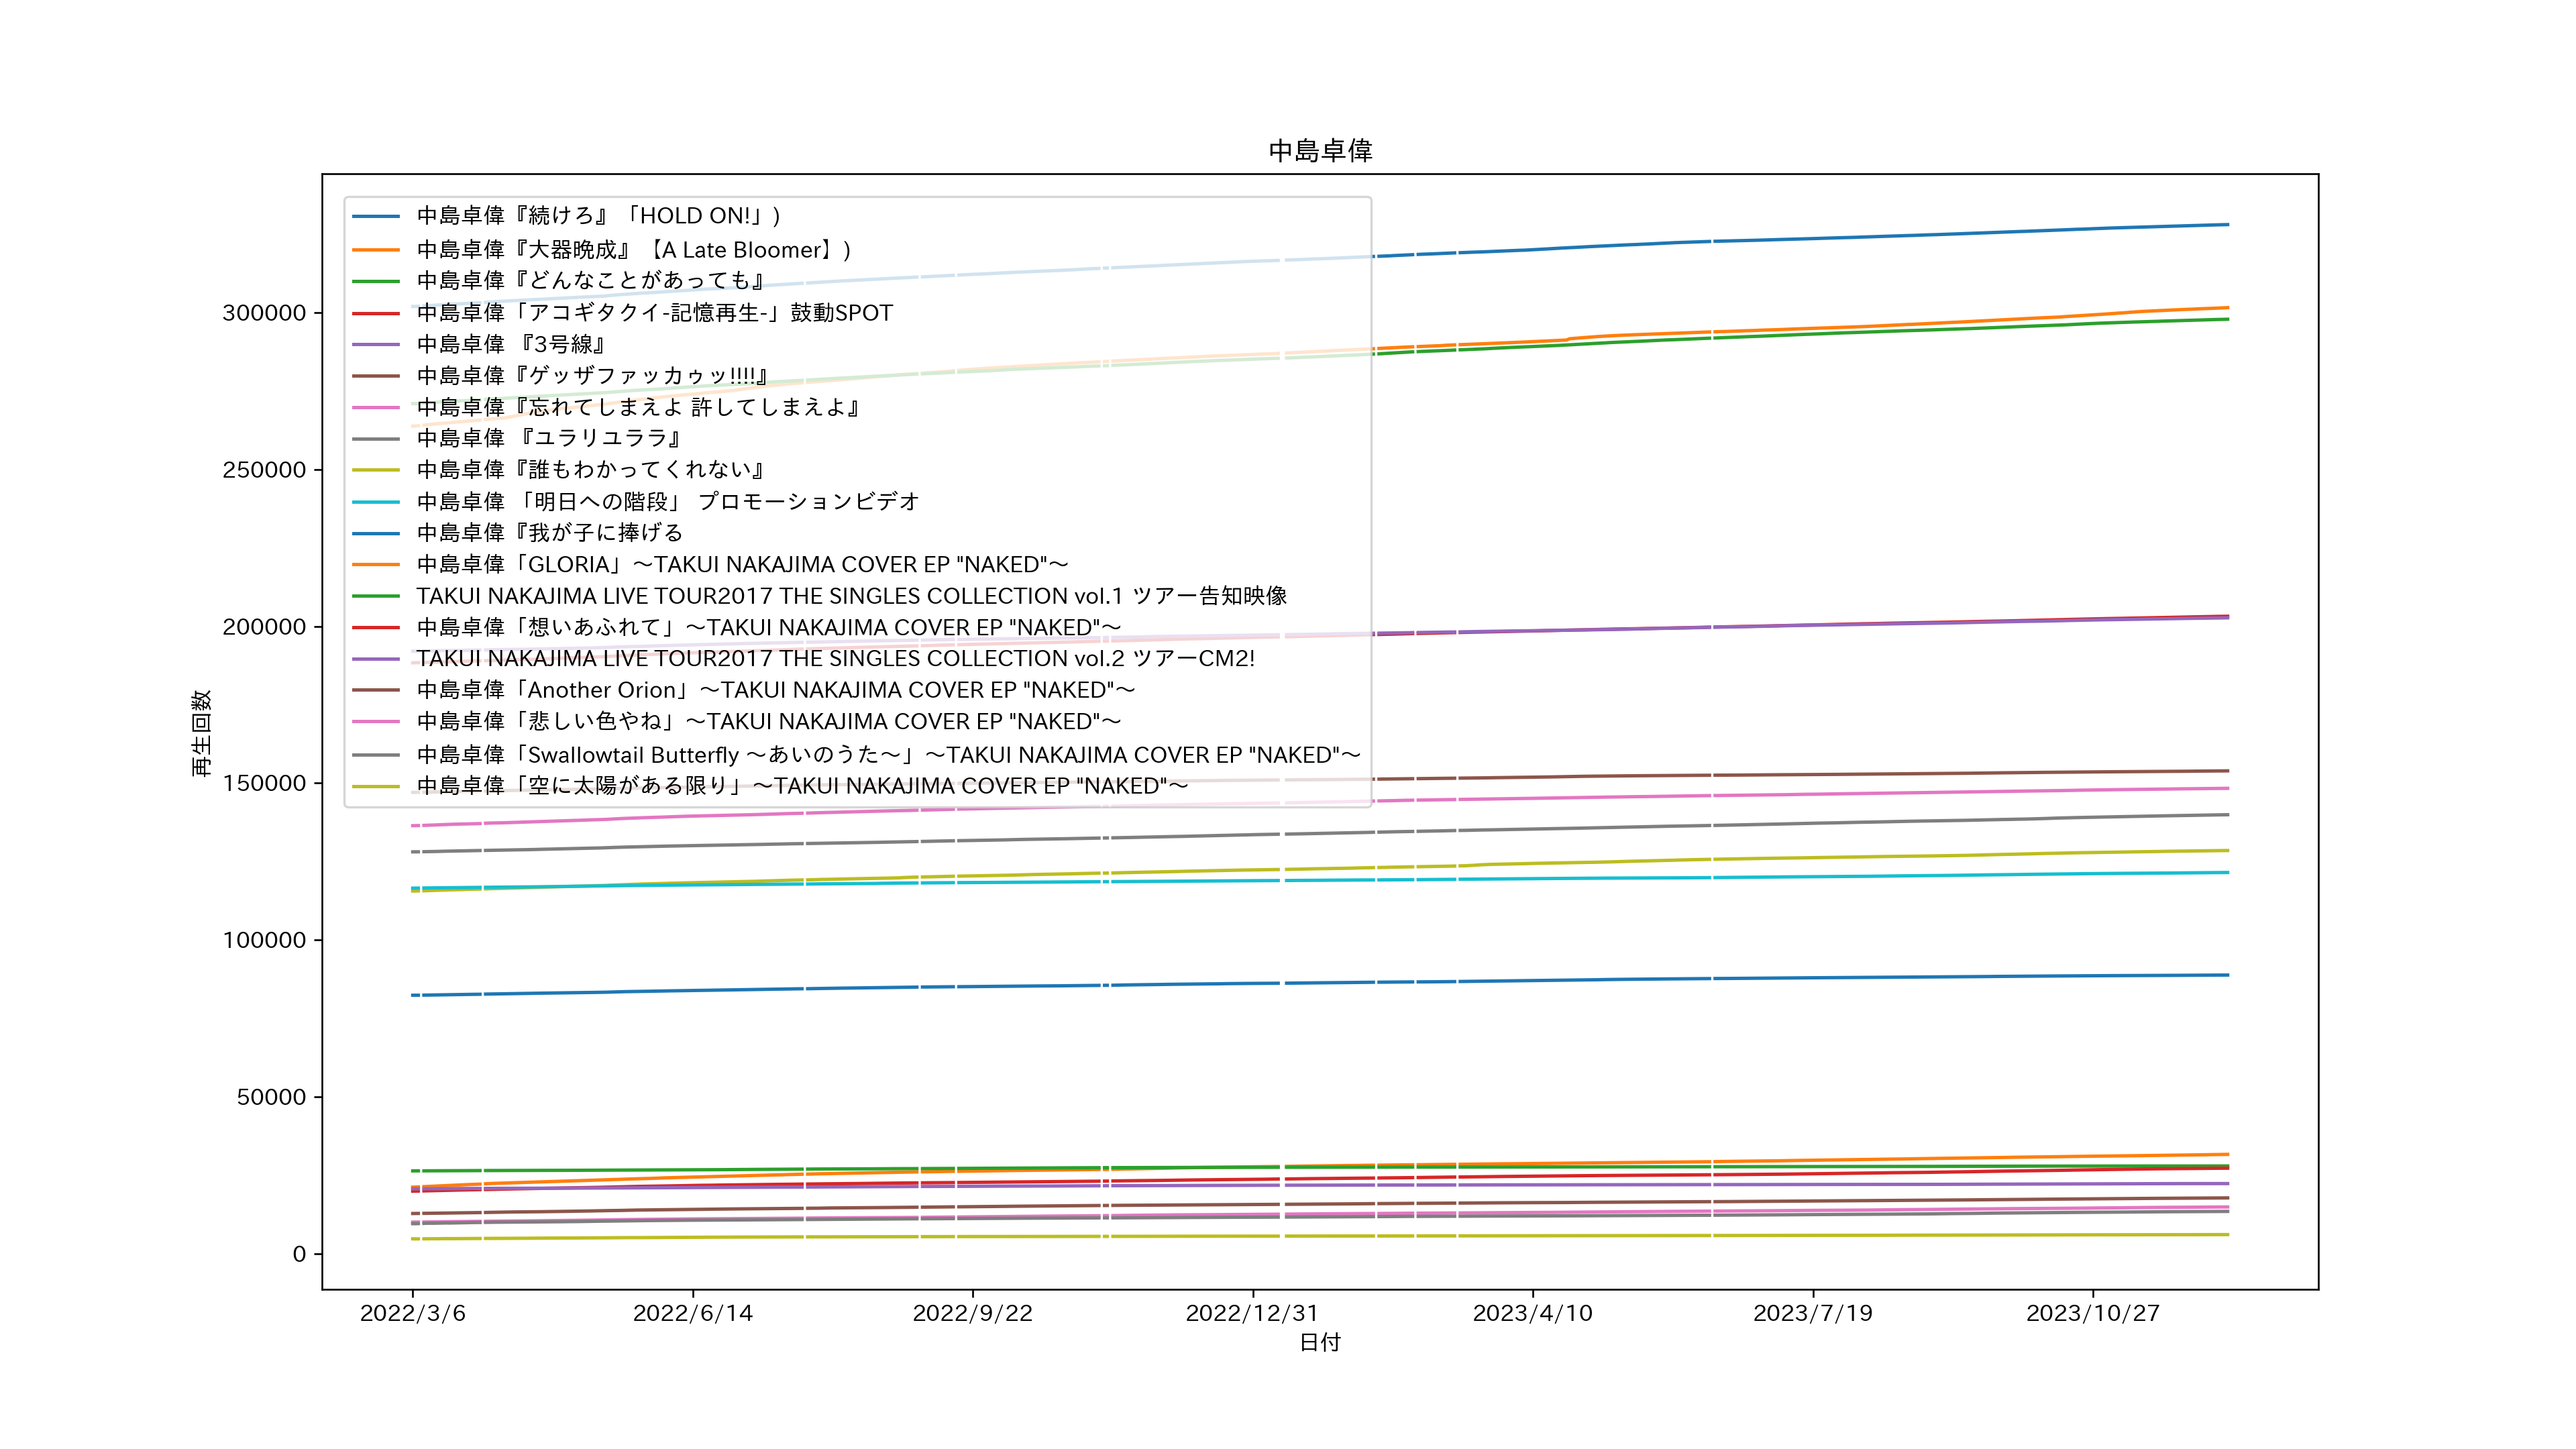 中島卓偉
中島卓偉『続けろ』「HOLD ON!」)
中島卓偉『大器晩成』【A Late Bloomer】)
中島卓偉『どんなことがあっても』
中島卓偉「アコギタクイ-記憶再生-」鼓動SPOT
中島卓偉 『3号線』
中島卓偉『ゲッザファッカゥッ!!!!』
中島卓偉『忘れてしまえよ 許してしまえよ』
中島卓偉 『ユラリユララ』
中島卓偉『誰もわかってくれない』
中島卓偉 「明日への階段」 プロモーションビデオ
中島卓偉『我が子に捧げる
中島卓偉「GLORIA」〜TAKUI NAKAJIMA COVER EP "NAKED"〜
TAKUI NAKAJIMA LIVE TOUR2017 THE SINGLES COLLECTION vol.1 ツアー告知映像
中島卓偉「想いあふれて」〜TAKUI NAKAJIMA COVER EP "NAKED"〜
TAKUI NAKAJIMA LIVE TOUR2017 THE SINGLES COLLECTION vol.2 ツアーCM2!
中島卓偉「Another Orion」〜TAKUI NAKAJIMA COVER EP "NAKED"〜
中島卓偉「悲しい色やね」〜TAKUI NAKAJIMA COVER EP "NAKED"〜
中島卓偉「Swallowtail Butterfly 〜あいのうた〜」〜TAKUI NAKAJIMA COVER EP "NAKED"〜
中島卓偉「空に太陽がある限り」〜TAKUI NAKAJIMA COVER EP "NAKED"〜
再生回数
300000
250000
200000
150000
100000
50000
0
2022/3/6 2022/6/14 2022/9/22 2022/12/31 2023/4/10 2023/7/19 2023/10/27
日付